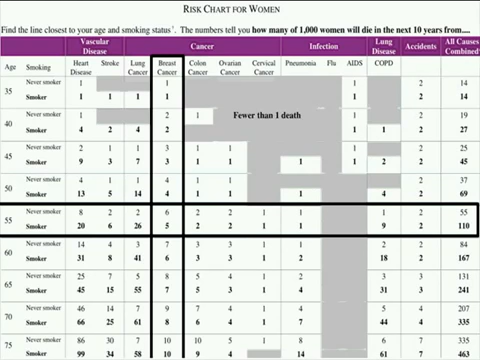 RISK CHART FOR WOMEN
Find the line closest to your age and smoking status¹. The numbers tell you how many of 1,000 women will die in the next 10 years from....
Vascular Disease Cancer Infection Lung Disease Accidents All Causes Combined
Age Smoking Heart Disease Stroke Lung Cancer Breast Cancer Colon Cancer Ovarian Cancer Cervical Cancer Pneumonia Flu AIDS COPD
35 Never smoker 1 1 1 2 14
Smoker 1 1 1 1 1 2 14
40 Never smoker 1 2 1 1 2 19
Fewer than 1 death
Smoker 4 2 4 2 1 1 2 27
45 Never smoker 2 1 1 3 1 1 1 2 25
Smoker 9 3 7 3 1 1 1 1 2 2 45
50 Never smoker 4 1 1 4 1 1 2 37
Smoker 13 5 14 4 1 1 1 4 2 69
55 Never smoker 8 2 2 6 2 2 1 1 1 2 55
Smoker 20 6 26 5 2 2 1 1 9 2 110
60 Never smoker 14 4 3 7 3 3 1 2 2 2 84
Smoker 31 8 41 6 3 3 1 2 18 2 167
65 Never smoker 25 7 5 8 5 3 1 3 3 3 131
Smoker 45 15 55 7 5 3 1 4 31 3 241
70 Never smoker 46 14 7 9 7 4 1 5 5 4 207
Smoker 66 25 61 8 6 4 1 7 44 4 335
75 Never smoker 86 30 7 10 10 5 1 8 6 7 335
Smoker 99 34 58 10 9 4 14 61 7 463